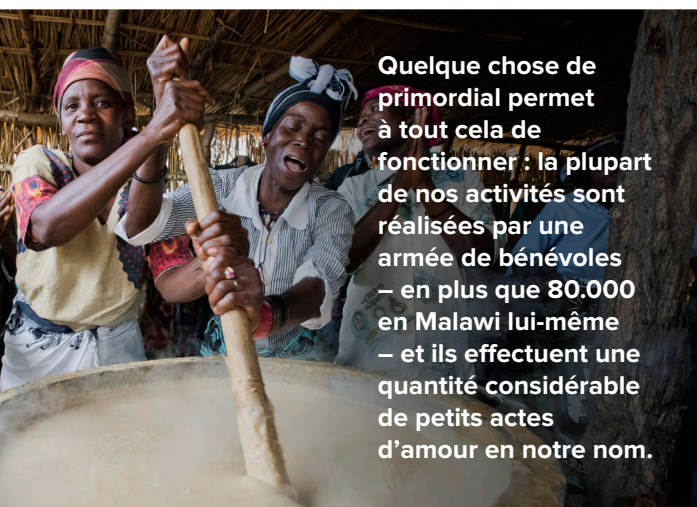 Quelque chose de
primordial permet
à tout cela de
fonctionner : la plupart
de nos activités sont
réalisées par une
armée de bénévoles
– en plus que 80.000
en Malawi lui-même
– et ils effectuent une
quantité considérable
de petits actes
d’amour en notre nom.